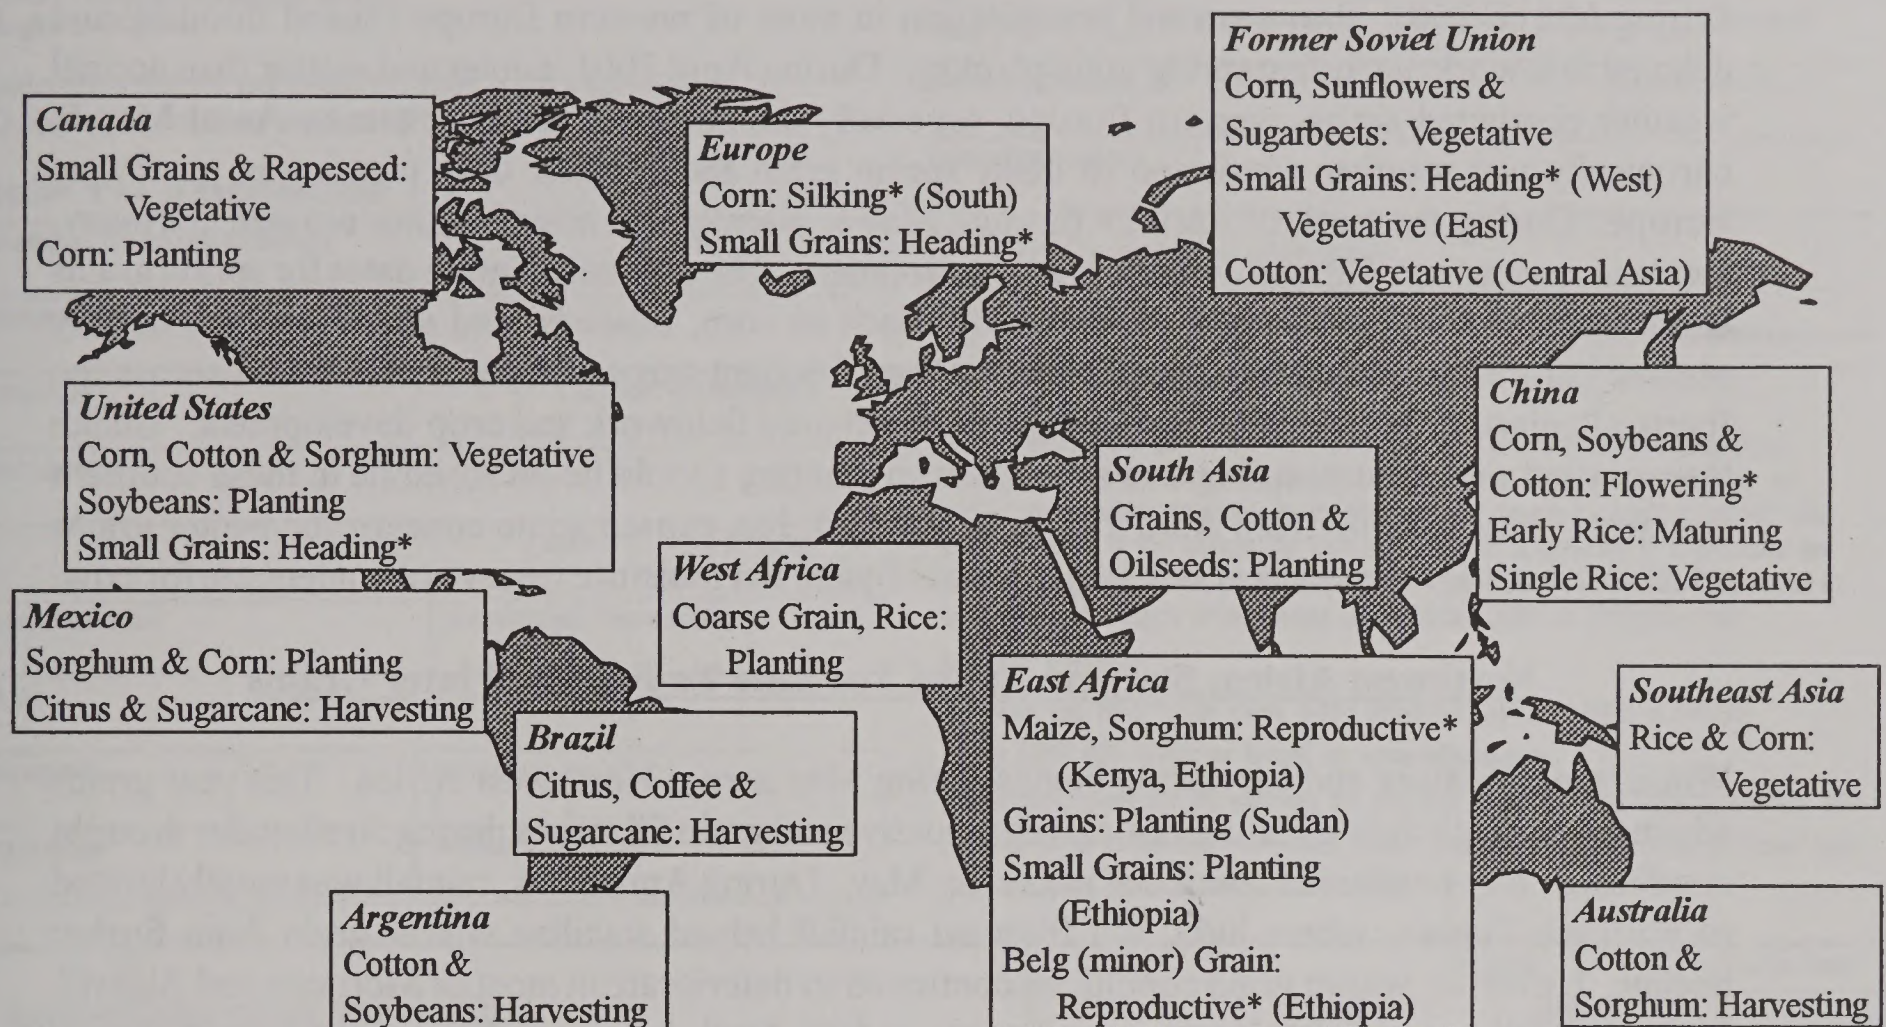 Canada
Small Grains & Rapeseed:
Vegetative
Corn: Planting
Europe
Corn: Silking* (South)
Small Grains: Heading*
Former Soviet Union
Corn, Sunflowers &
Sugarbeets: Vegetative
Small Grains: Heading* (West)
Vegetative (East)
Cotton: Vegetative (Central Asia)
United States
Corn, Cotton & Sorghum: Vegetative
Soybeans: Planting
Small Grains: Heading*
South Asia
Grains, Cotton &
Oilseeds: Planting
China
Corn, Soybeans &
Cotton: Flowering*
Early Rice: Maturing
Single Rice: Vegetative
West Africa
Coarse Grain, Rice:
Planting
Mexico
Sorghum & Corn: Planting
Citrus & Sugarcane: Harvesting
Brazil
Citrus, Coffee &
Sugarcane: Harvesting
East Africa
Maize, Sorghum: Reproductive*
(Kenya, Ethiopia)
Grains: Planting (Sudan)
Small Grains: Planting
(Ethiopia)
Belg (minor) Grain:
Reproductive* (Ethiopia)
Southeast Asia
Rice & Corn:
Vegetative
Argentina
Cotton &
Soybeans: Harvesting
Australia
Cotton &
Sorghum: Harvesting